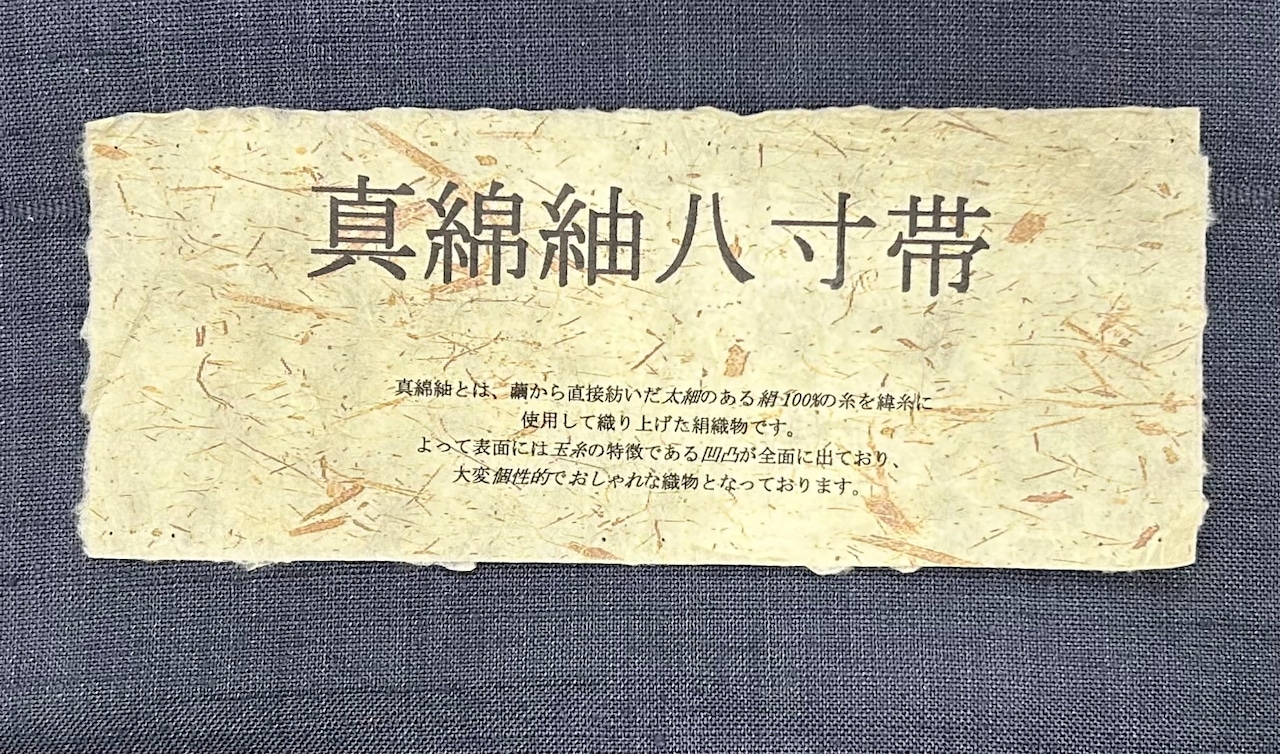 真綿紬八寸帯
真綿紬とは、繭から直接紡いだ太細のある絹100%の糸を緯糸に
使用して織り上げた絹織物です。
よって表面には玉糸の特徴である凹凸が全面に出ており、
大変個性的でおしゃれな織物となっております。